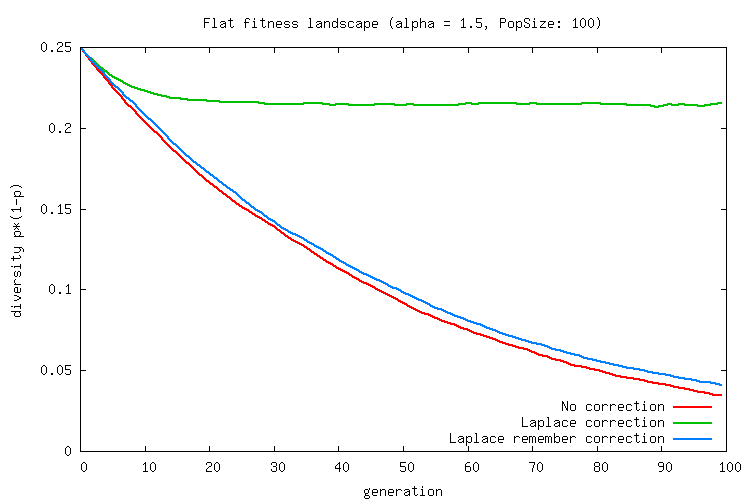 Flat fitness landscape (alpha = 1.5, PopSize: 100)
0.25
0.2
0.15
0.1
0.05
0
diversity p*(1-p)
No correction
Laplace correction
Laplace remember correction
0 10 20 30 40 50 60 70 80 90 100
generation